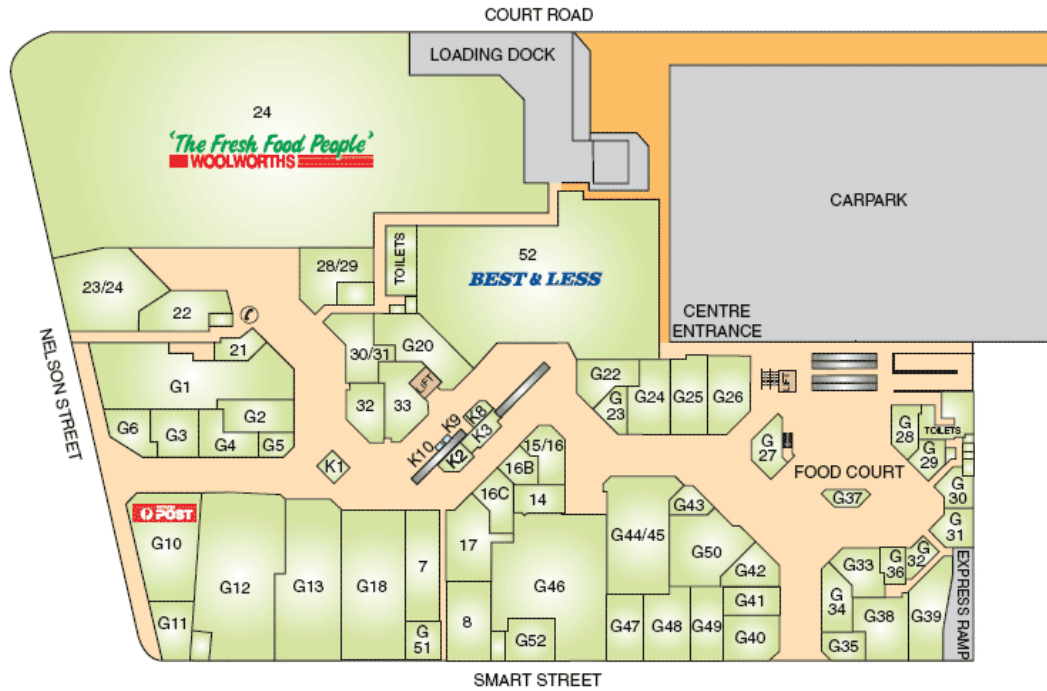 COURT ROAD
LOADING DOCK
24
'The Fresh Food People'
WOOLWORTHS
CARPARK
TOILETS
52
BEST & LESS
28/29
23/24
22
21
CENTRE
ENTRANCE
NELSON STREET
30/31
G20
G1
LIFT
32
33
G22
G
23
G24
G25
G26
LIFT
G2
G6
G3
G4
G5
K10
K9
K8
K3
K2
K1
15/16
16B
16C
14
G
27
FOOD COURT
G
28
TOILETS
G
29
G37
G
30
G
31
POST
G10
G12
G13
G18
7
17
G46
G44/45
G43
G50
G42
G41
G33
G
36
G
32
G
34
G38
G39
EXPRESS RAMP
G11
G
51
8
G52
G47
G48
G49
G40
G35
SMART STREET